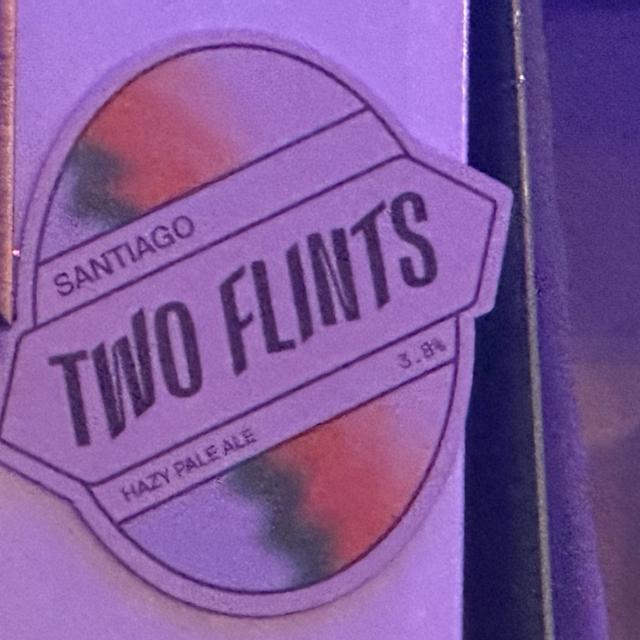 SANTIAGO
TWO FLINTS
3.8%
HAZY PALE ALE